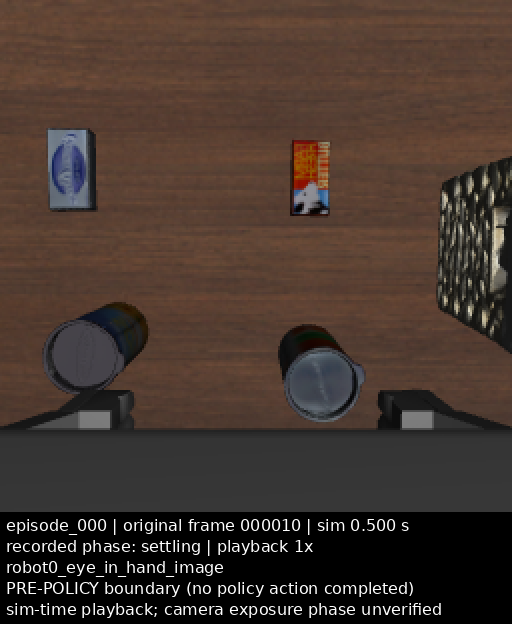 episode_000 | original frame 000010 | sim 0.500 s
recorded phase: settling | playback 1x
robot0_eye_in_hand_image
PRE-POLICY boundary (no policy action completed)
sim-time playback; camera exposure phase unverified